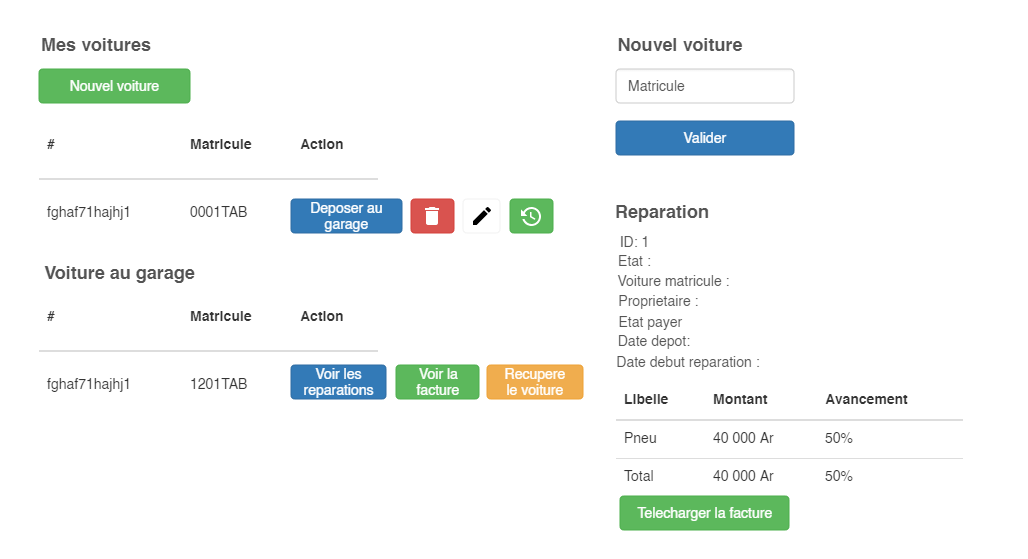 Mes voitures
Nouvel voiture
# Matricule Action
fghaf71hajhj1 0001TAB Deposer au garage
Voiture au garage
# Matricule Action
fghaf71hajhj1 1201TAB Voir les reparations Voir la facture Recupere le voiture
Nouvel voiture
Matricule
Valider
Reparation
ID: 1
Etat :
Voiture matricule :
Proprietaire :
Etat payer
Date depot:
Date debut reparation :
Libelle Montant Avancement
Pneu 40 000 Ar 50%
Total 40 000 Ar 50%
Telecharger la facture